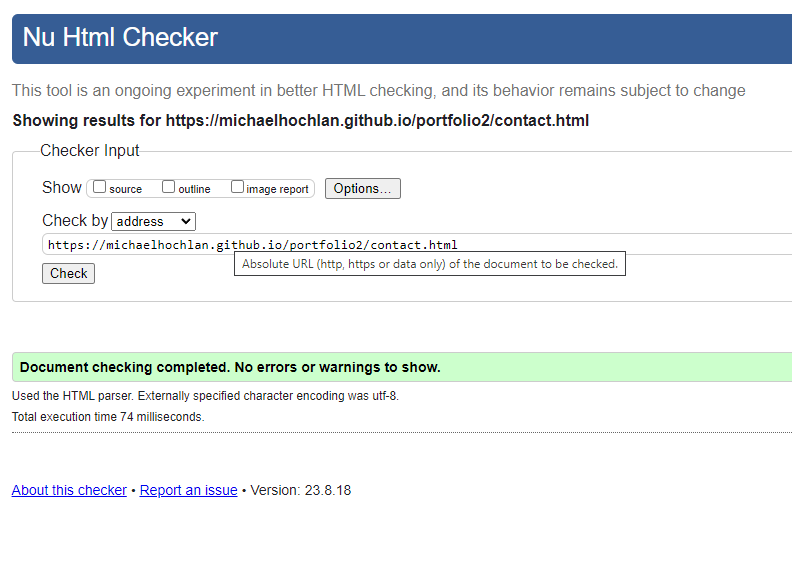 Nu Html Checker
This tool is an ongoing experiment in better HTML checking, and its behavior remains subject to change
Showing results for https://michaelhochlan.github.io/portfolio2/contact.html
Checker Input
Show source outline image report Options...
Check by address
https://michaelhochlan.github.io/portfolio2/contact.html
Absolute URL (http, https or data only) of the document to be checked.
Check
Document checking completed. No errors or warnings to show.
Used the HTML parser. Externally specified character encoding was utf-8.
Total execution time 74 milliseconds.
About this checker • Report an issue • Version: 23.8.18